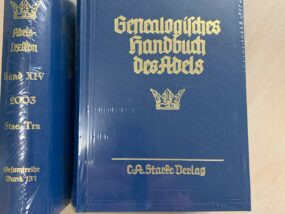 Adels-
Lexikon
Band XIV
2003
Stae-Tra
Gesamtreihe
Band 131
Genealogisches
Handbuch
des Adels
C.A. Starke Verlag